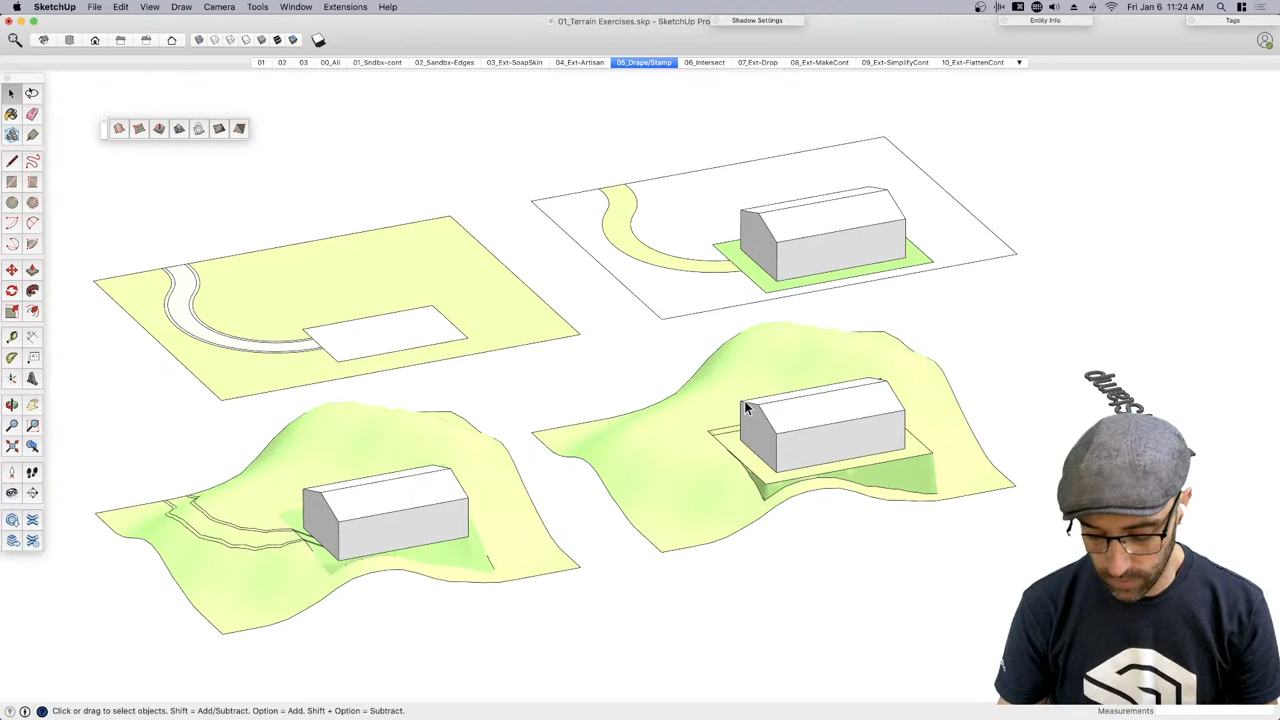 SketchUp File Edit View Draw Camera Tools Window Extensions Help Fri Jan 6 11:24 AM
01_Terrain Exercises.skp - SketchUp Pro Shadow Settings Entity Info Tags
01 02 03 00_All 01_Sndbx-cont 02_Sandbx-Edges 03_Ext-SoapSkin 04_Ext-Artisan 05_Drape/Stamp 06_Intersect 07_Ext-Drop 08_Ext-MakeCont 09_Ext-SimplifyCont 10_Ext-FlattenCont
Stamp
Click or drag to select objects. Shift = Add/Subtract. Option = Add. Shift + Option = Subtract. Measurements